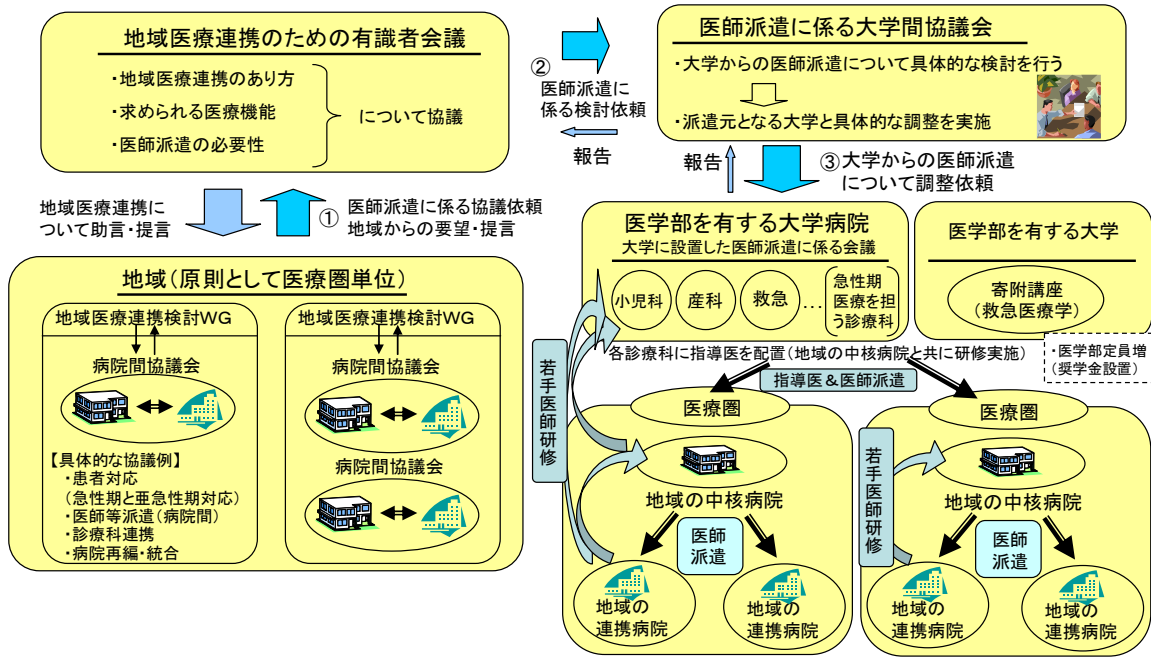 地域医療連携のための有識者会議
・地域医療連携のあり方
・求められる医療機能
・医師派遣の必要性
について協議
②
医師派遣に
係る検討依頼
報告
医師派遣に係る大学間協議会
・大学からの医師派遣について具体的な検討を行う
・派遣元となる大学と具体的な調整を実施
地域医療連携に
ついて助言・提言
①
医師派遣に係る協議依頼
地域からの要望・提言
報告
③大学からの医師派遣
について調整依頼
地域(原則として医療圏単位)
地域医療連携検討WG
病院間協議会
【具体的な協議例】
・患者対応
(急性期と亜急性期対応)
・医師等派遣(病院間)
・診療科連携
・病院再編・統合
地域医療連携検討WG
病院間協議会
病院間協議会
医学部を有する大学病院
大学に設置した医師派遣に係る会議
小児科
産科
救急
…
急性期
医療を担
う診療科
医学部を有する大学
寄附講座
(救急医療学)
・医学部定員増
(奨学金設置)
各診療科に指導医を配置(地域の中核病院と共に研修実施)
指導医&医師派遣
若手医師研修
医療圏
地域の中核病院
医師
派遣
地域の
連携病院
地域の
連携病院
医療圏
若手医師研修
地域の中核病院
医師
派遣
地域の
連携病院
地域の
連携病院